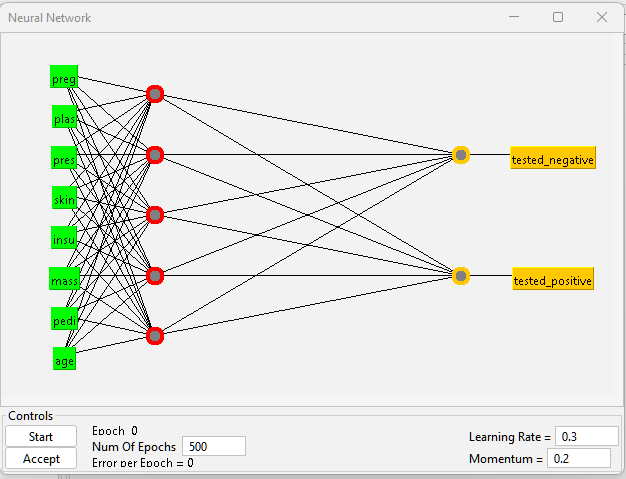 Neural Network
preg
plas
pres
skin
insu
mass
pedi
age
tested_negative
tested_positive
Controls
Start
Accept
Epoch 0
Num Of Epochs 500
Error per Epoch = 0
Learning Rate = 0.3
Momentum = 0.2